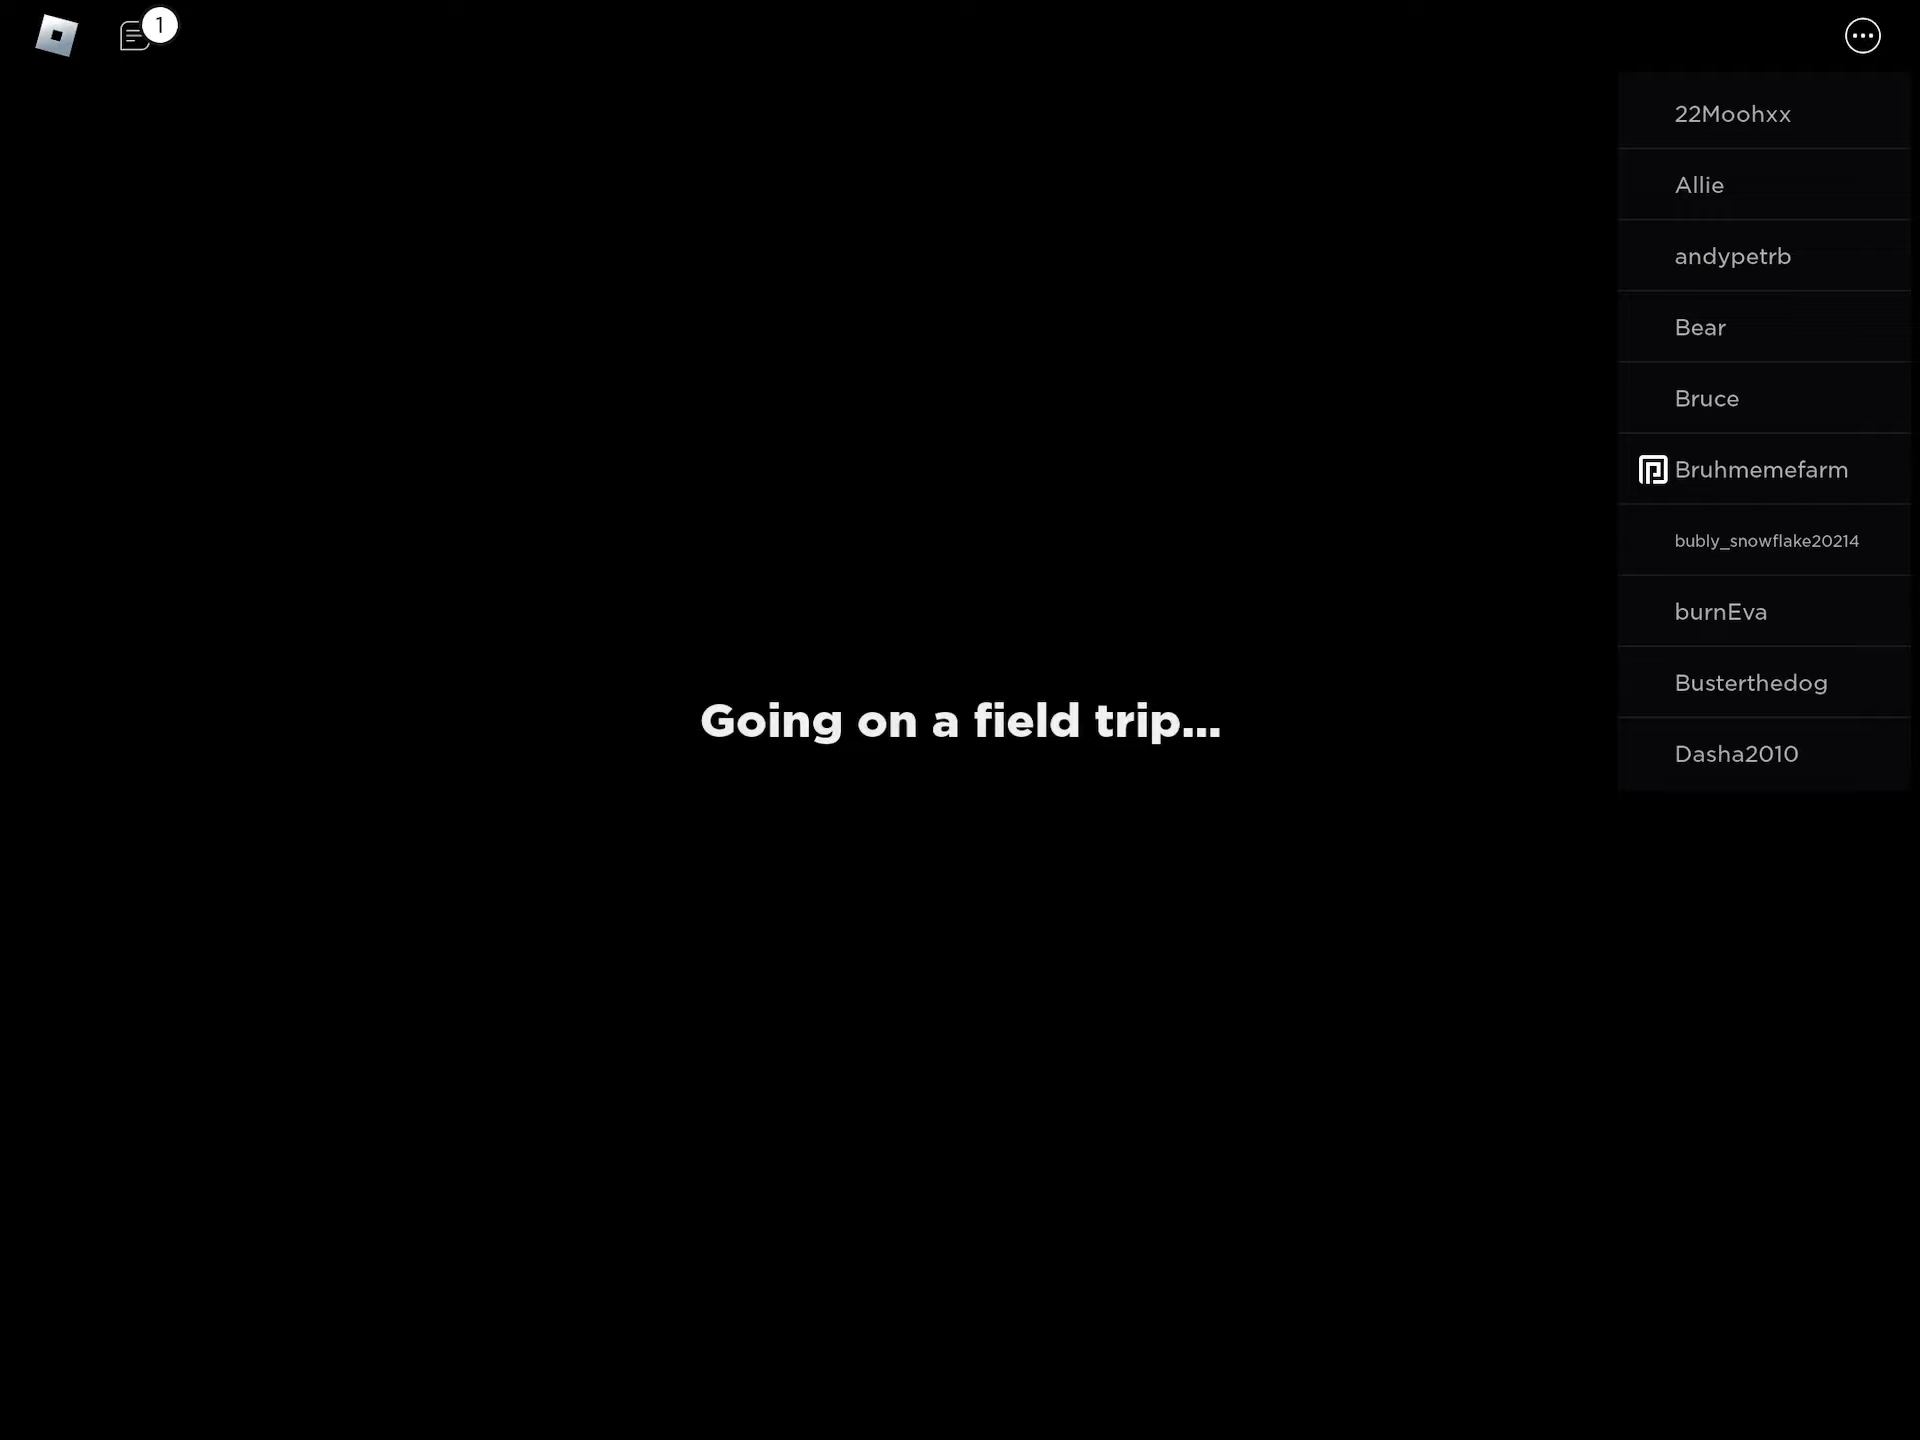 1
22Moohxx
Allie
andypetrb
Bear
Bruce
Bruhmemefarm
bubly_snowflake20214
burnEva
Busterthedog
Going on a field trip...
Dasha2010